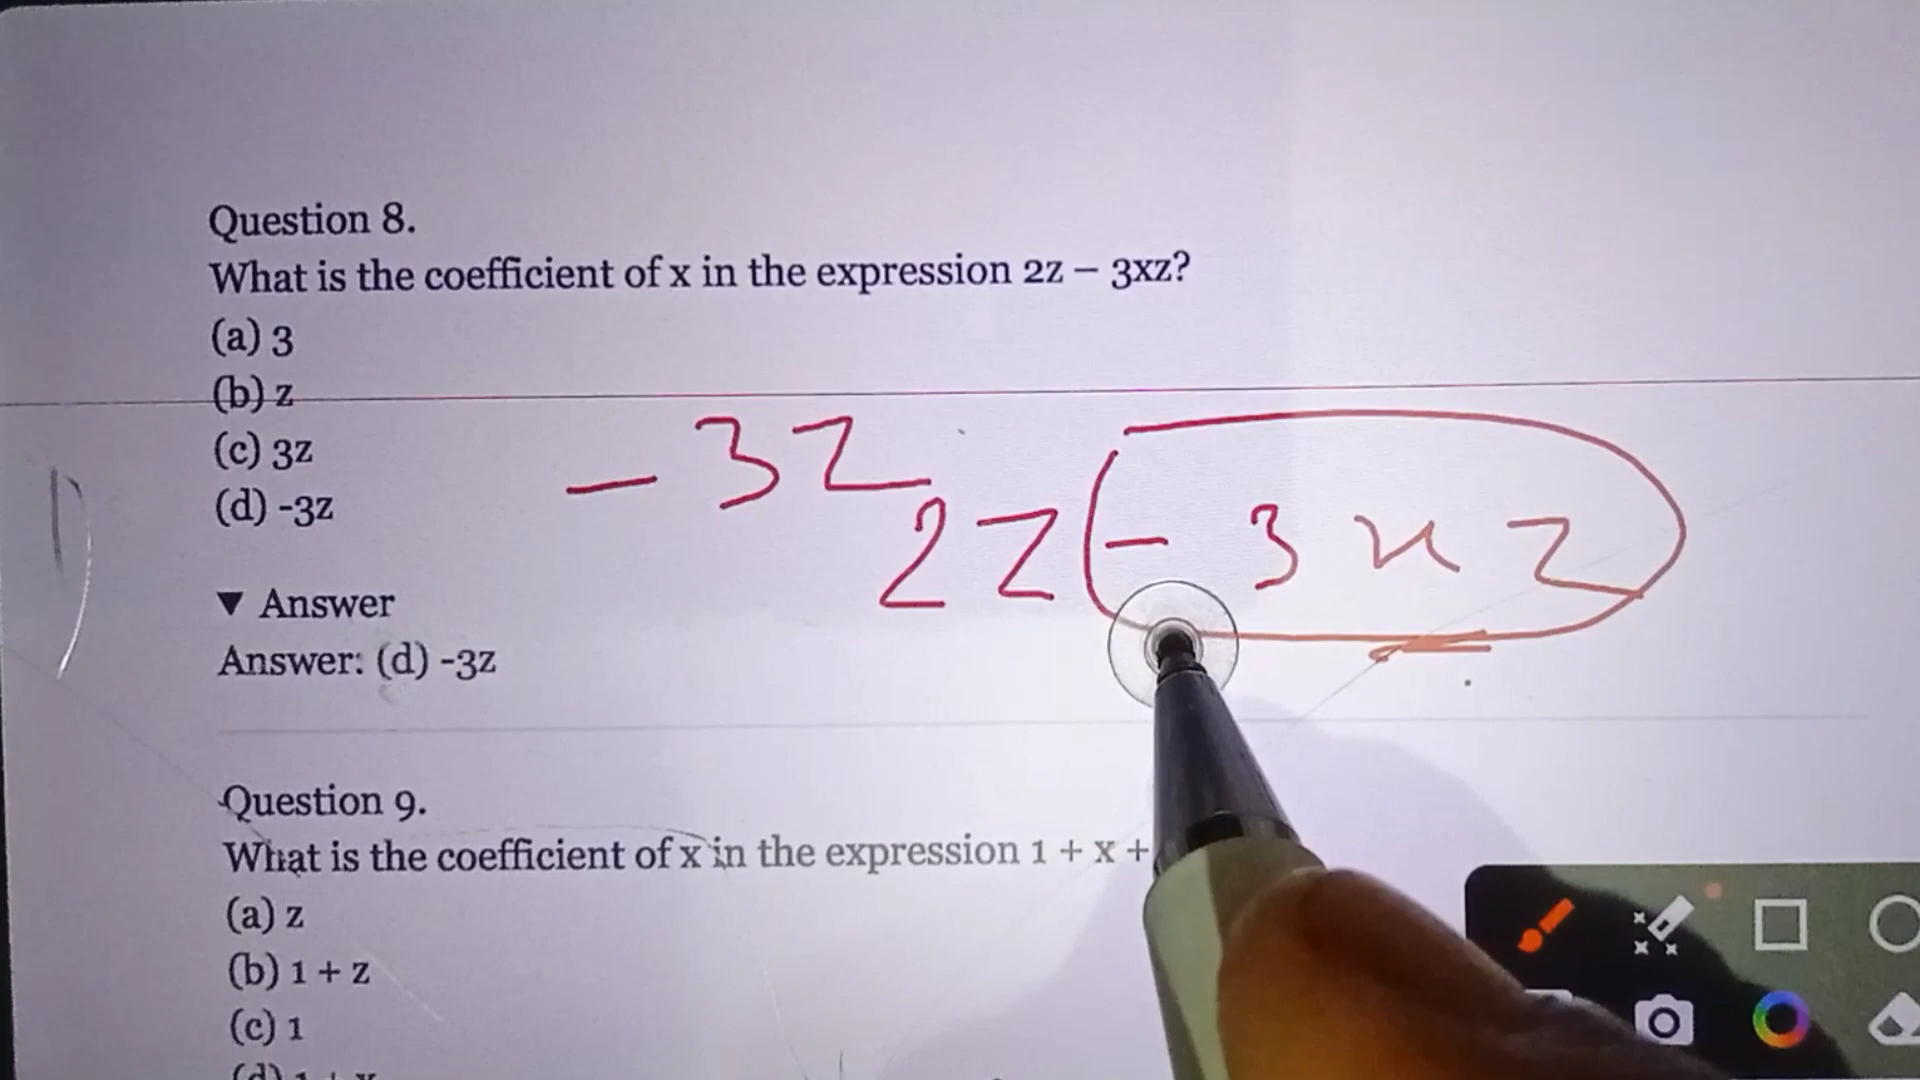 Question 8.
What is the coefficient of x in the expression 2z – 3xz?
(a) 3
(b) z
(c) 3z
(d) -3z
-3z
2z - 3xz
▼ Answer
Answer: (d) -3z
Question 9.
What is the coefficient of x in the expression 1 + x +
(a) z
(b) 1 + z
(c) 1
(d) 1 + x